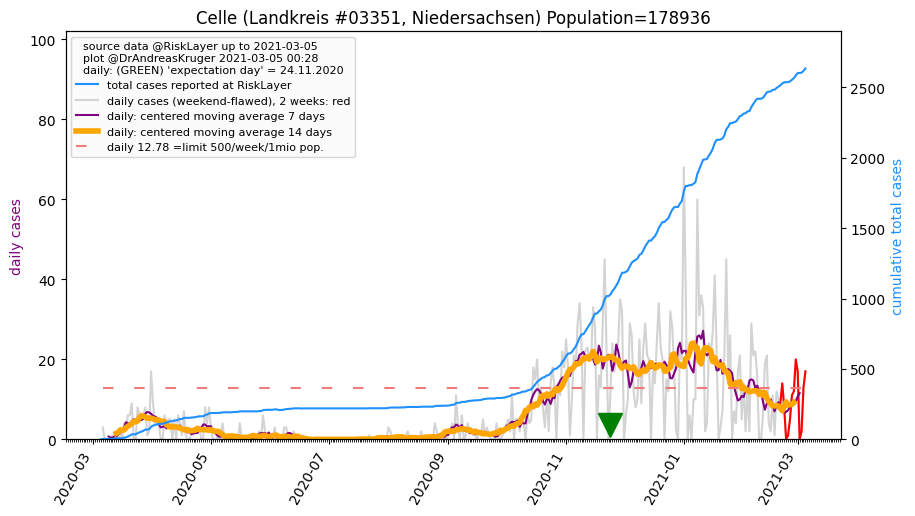 Celle (Landkreis #03351, Niedersachsen) Population=178936
source data @RiskLayer up to 2021-03-05
plot @DrAndreasKruger 2021-03-05 00:28
daily: (GREEN) 'expectation day' = 24.11.2020
total cases reported at RiskLayer
daily cases (weekend-flawed), 2 weeks: red
daily: centered moving average 7 days
daily: centered moving average 14 days
daily 12.78 =limit 500/week/1mio pop.
daily cases
100
80
60
40
20
0
cumulative total cases
2500
2000
1500
1000
500
0
2020-03
2020-05
2020-07
2020-09
2020-11
2021-01
2021-03